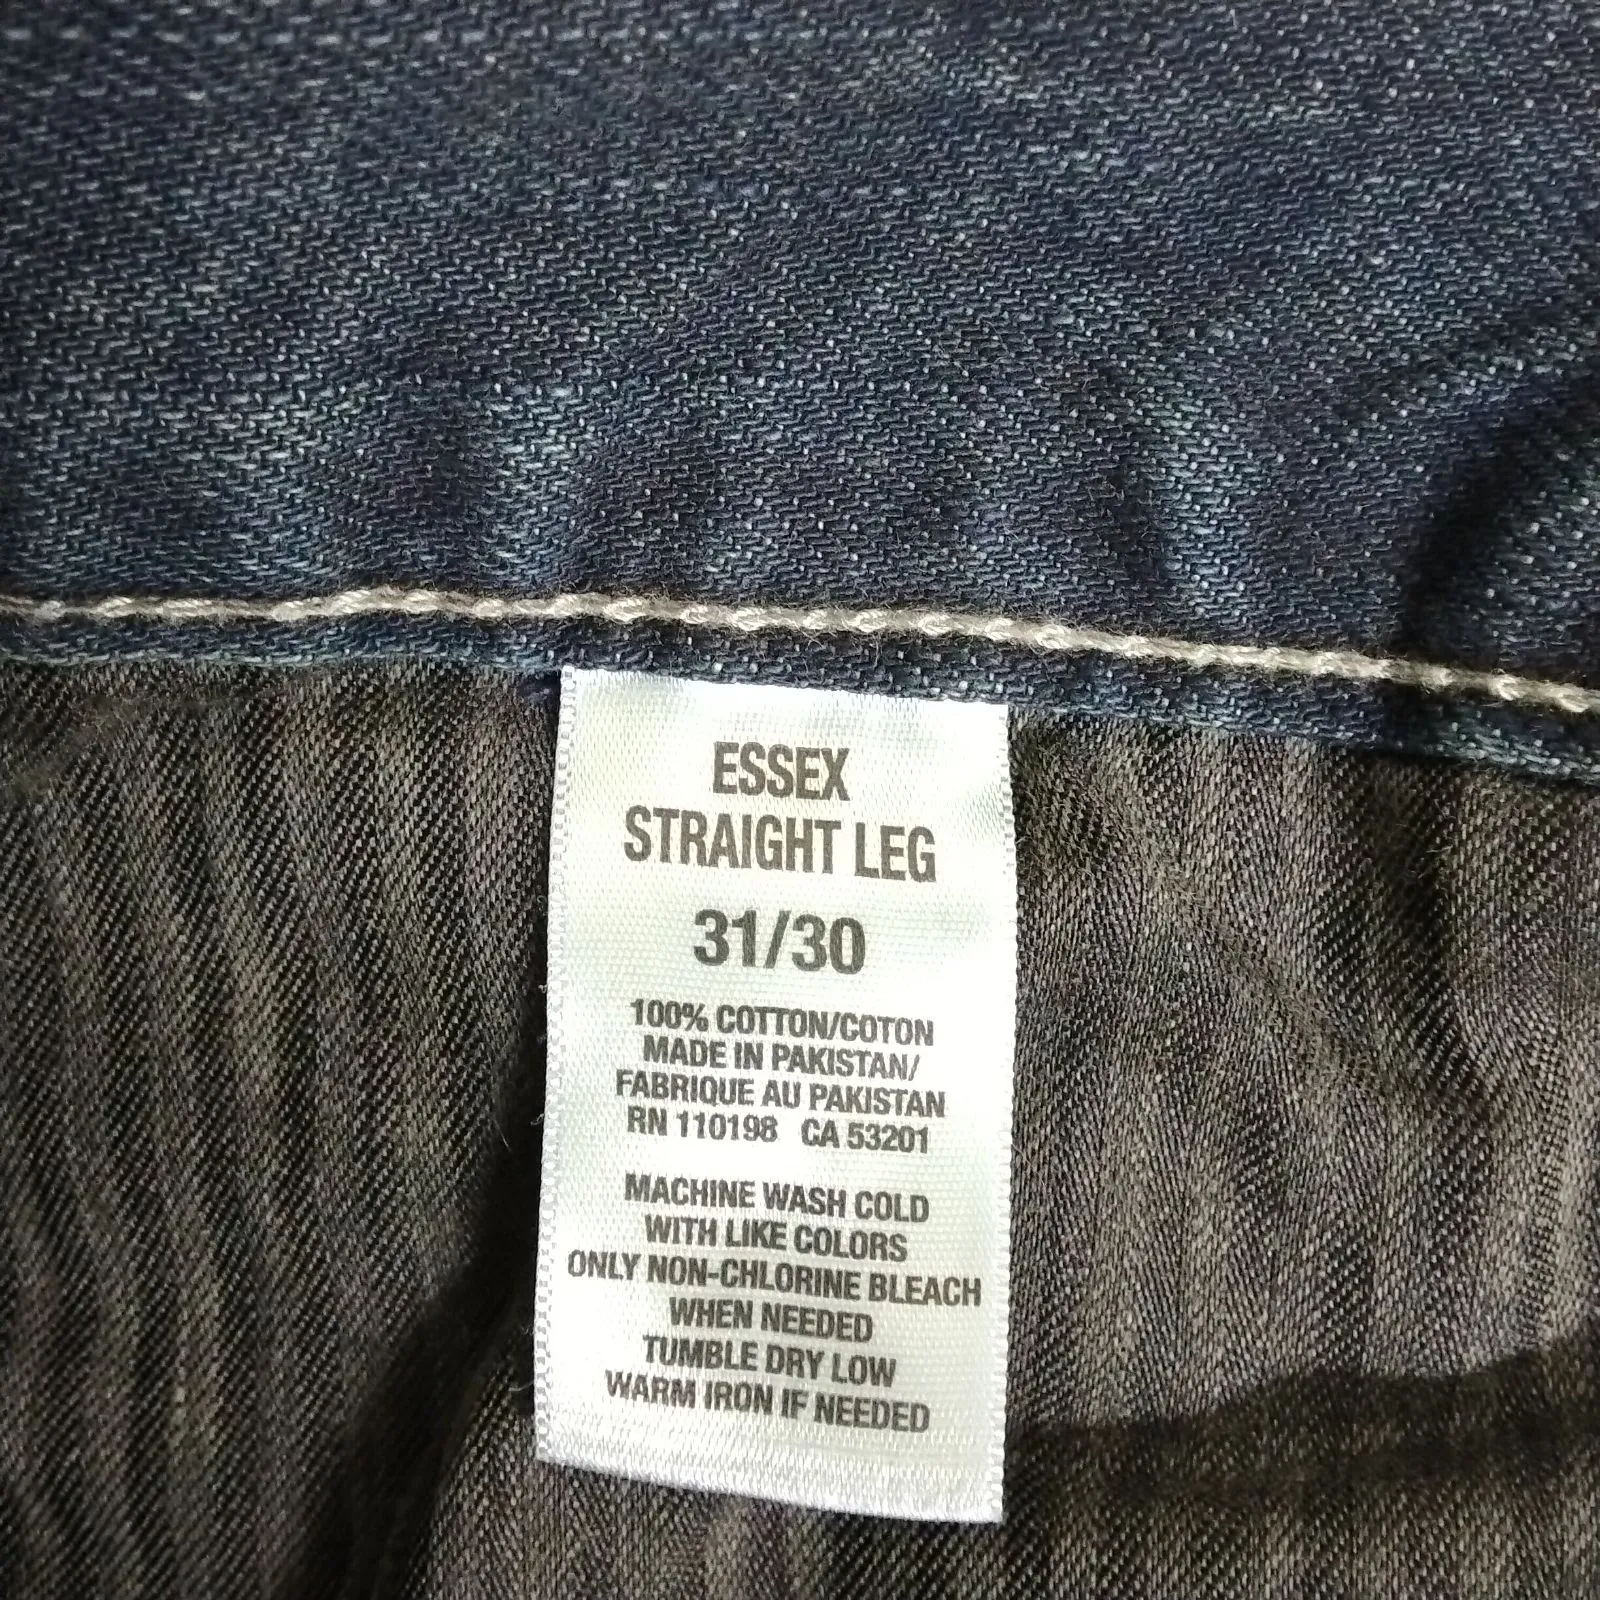 ESSEX
STRAIGHT LEG
31/30
100% COTTON/COTON
MADE IN PAKISTAN/
FABRIQUE AU PAKISTAN
RN 110198 CA 53201
MACHINE WASH COLD
WITH LIKE COLORS
ONLY NON-CHLORINE BLEACH
WHEN NEEDED
TUMBLE DRY LOW
WARM IRON IF NEEDED